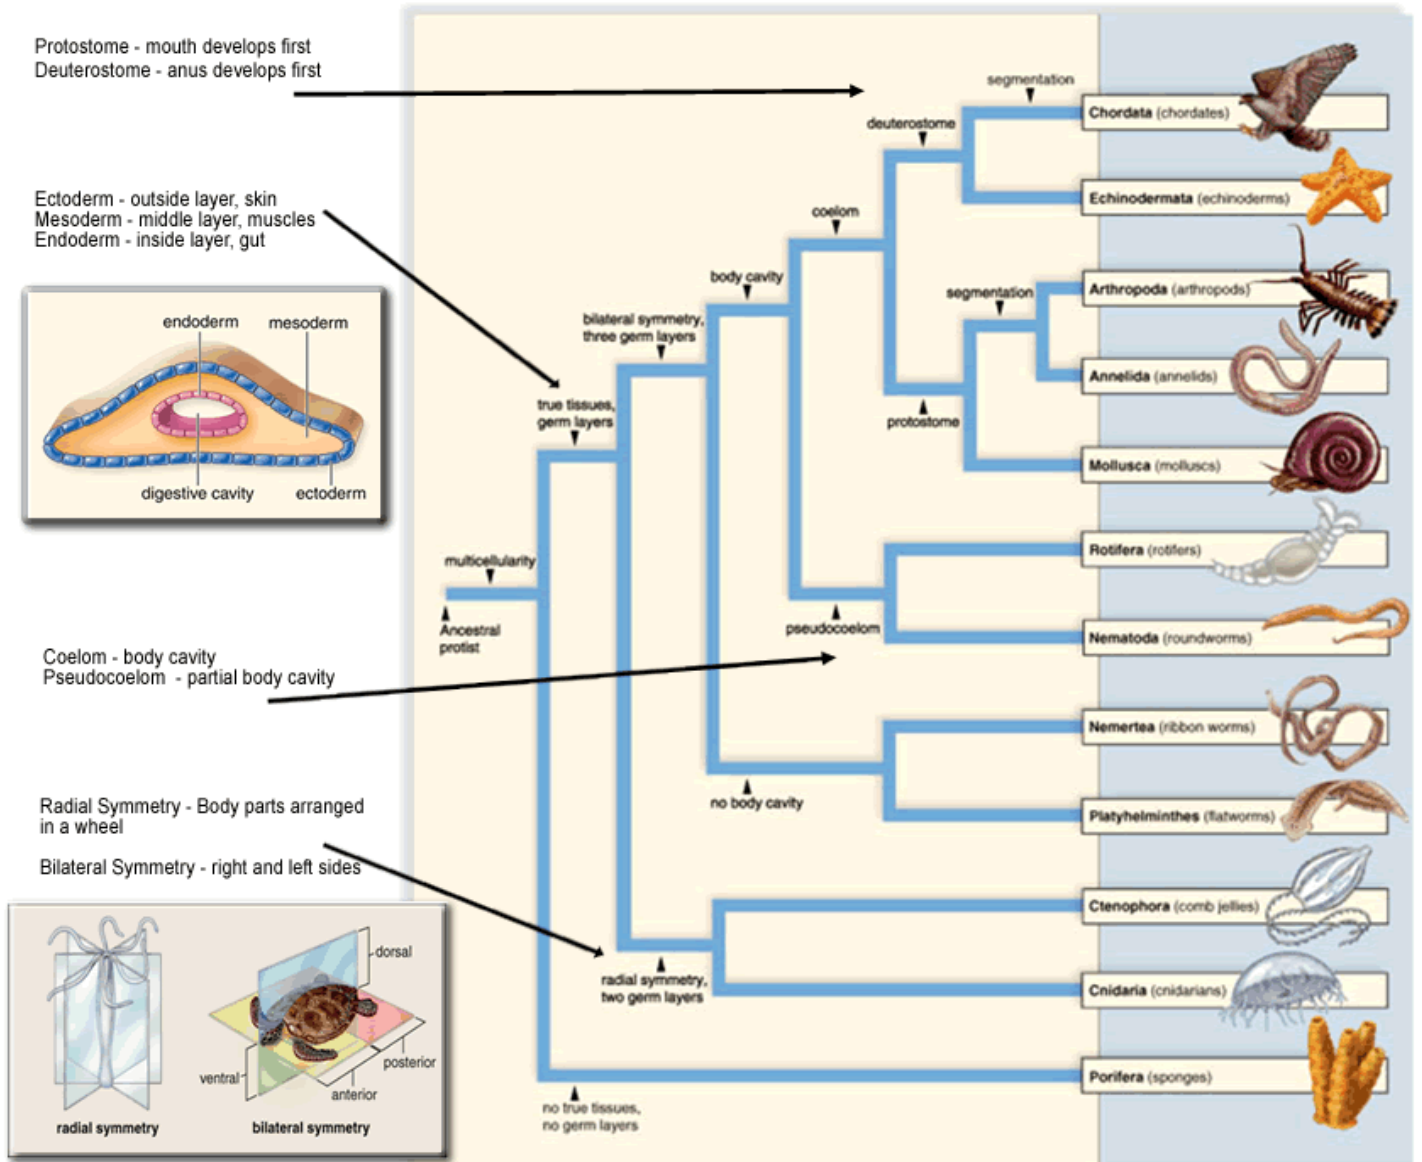 Protostome - mouth develops first
Deuterostome - anus develops first
Ectoderm - outside layer, skin
Mesoderm - middle layer, muscles
Endoderm - inside layer, gut
endoderm
mesoderm
digestive cavity
ectoderm
Coelom - body cavity
Pseudocoelom - partial body cavity
Radial Symmetry - Body parts arranged
in a wheel
Bilateral Symmetry - right and left sides
dorsal
ventral
posterior
anterior
radial symmetry
bilateral symmetry
segmentation
deuterostome
coelom
body cavity
segmentation
bilateral symmetry,
three germ layers
true tissues,
germ layers
protostome
multicellularity
Ancestral
protist
pseudocoelom
no body cavity
radial symmetry,
two germ layers
no true tissues,
no germ layers
Chordata (chordates)
Echinodermata (echinoderms)
Arthropoda (arthropods)
Annelida (annelids)
Mollusca (molluscs)
Rotifera (rotifers)
Nematoda (roundworms)
Nemertea (ribbon worms)
Platyhelminthes (flatworms)
Ctenophora (comb jellies)
Cnidaria (cnidarians)
Porifera (sponges)